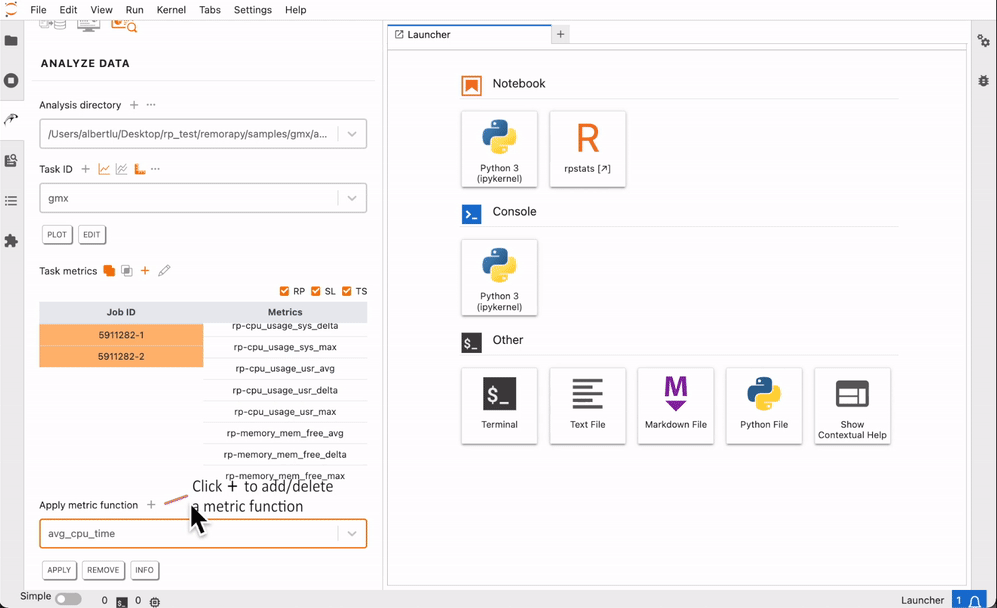 File Edit View Run Kernel Tabs Settings Help
ANALYZE DATA
Analysis directory + ...
/Users/albertlu/Desktop/rp_test/remorapy/samples/gmx/a...
Task ID + ...
gmx
PLOT EDIT
Task metrics +
RP SL TS
Job ID Metrics
5911282-1
5911282-2
rp-cpu_usage_sys_delta
rp-cpu_usage_sys_max
rp-cpu_usage_usr_avg
rp-cpu_usage_usr_delta
rp-cpu_usage_usr_max
rp-memory_mem_free_avg
rp-memory_mem_free_delta
rp-memory_mem_free_max
Click + to add/delete
a metric function
Apply metric function +
avg_cpu_time
APPLY REMOVE INFO
Launcher +
Notebook
Python 3
(ipykernel)
R
rpstats [↗]
Console
Python 3
(ipykernel)
$_ Other
$_
Terminal
Text File
M
Markdown File
Python File
Show
Contextual Help
Simple 0 $_ 0 Launcher 1